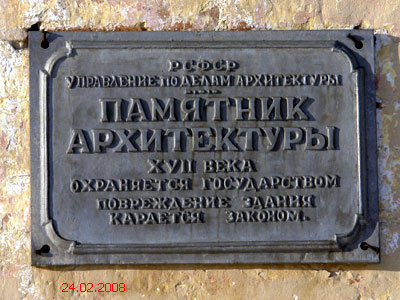 РСФСР
УПРАВЛЕНИЕ ПО ДЕЛАМ АРХИТЕКТУРЫ
ПАМЯТНИК
АРХИТЕКТУРЫ
XVII ВЕКА
ОХРАНЯЕТСЯ ГОСУДАРСТВОМ
ПОВРЕЖДЕНИЕ ЗДАНИЯ
КАРАЕТСЯ ЗАКОНОМ.
24.02.2008